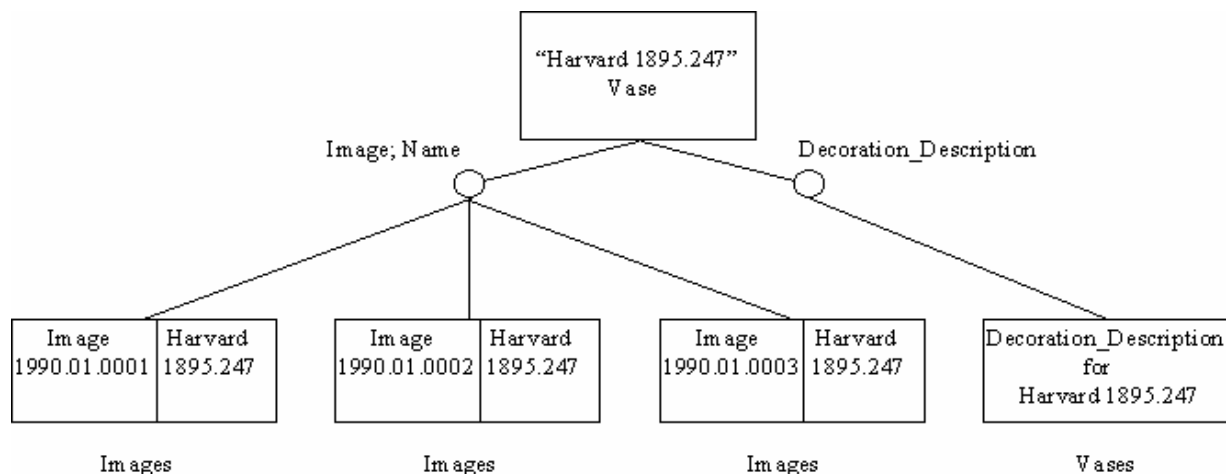 “Harvard 1895.247”
Vase
Image; Name
Decoration_Description
Image
1990.01.0001
Harvard
1895.247
Image
1990.01.0002
Harvard
1895.247
Image
1990.01.0003
Harvard
1895.247
Decoration_Description
for
Harvard 1895.247
Images
Images
Images
Vases